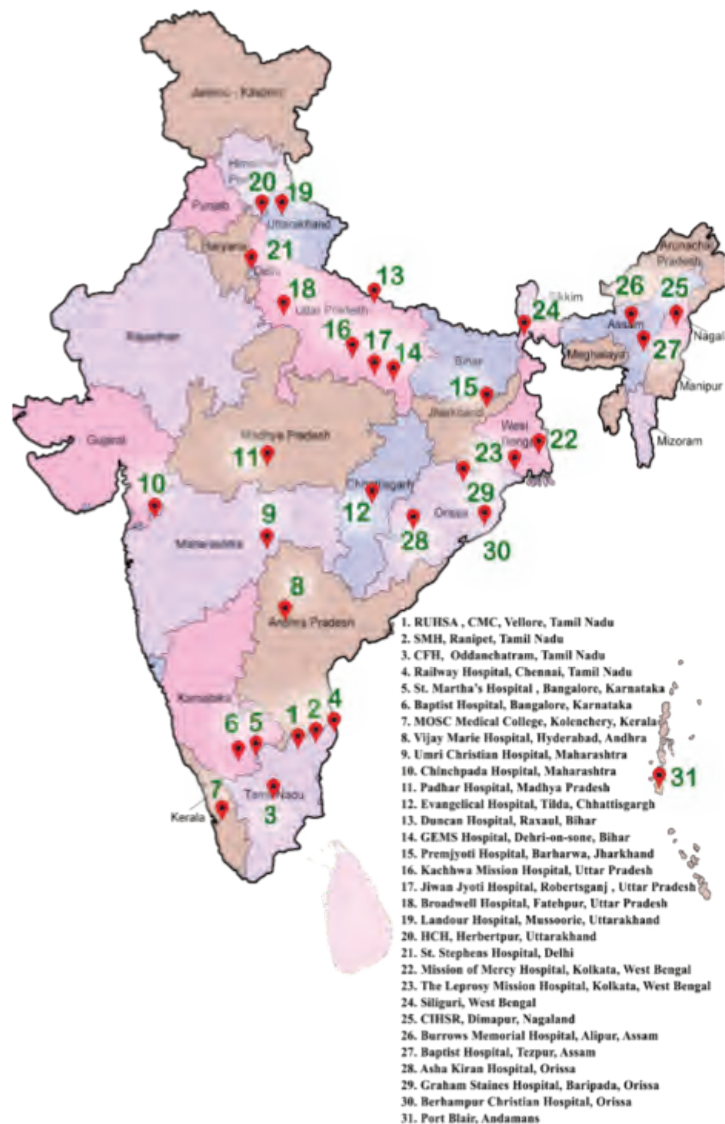 Jammu - Kashmir
Himachal
20 19
Punjab
Uttarakhand
Haryana
21
Delhi
13
Arunachal
Pradesh
18
Uttar Pradesh
26 25
Sikkim
24
Rajasthan
16
17
14
Assam
Nagal
Bihar
Meghalaya
27
15
Manipur
Jharkhand
Madhya Pradesh
West
Gujarat
22
Mizoram
11
23
10
Chhattisgarh
12
29
9
Orissa
28
30
Maharashtra
8
Andhra Pradesh
Karnataka
4
6 5 1 2
7
Tamil Nadu
Kerala
3
31
1. RUHSA , CMC, Vellore, Tamil Nadu
2. SMH, Ranipet, Tamil Nadu
3. CFH, Oddanchatram, Tamil Nadu
4. Railway Hospital, Chennai, Tamil Nadu
5. St. Martha's Hospital , Bangalore, Karnataka
6. Baptist Hospital, Bangalore, Karnataka
7. MOSC Medical College, Kolenchery, Kerala
8. Vijay Marie Hospital, Hyderabad, Andhra
9. Umri Christian Hospital, Maharashtra
10. Chinchpada Hospital, Maharashtra
11. Padhar Hospital, Madhya Pradesh
12. Evangelical Hospital, Tilda, Chhattisgargh
13. Duncan Hospital, Raxaul, Bihar
14. GEMS Hospital, Dehri-on-sone, Bihar
15. Premjyoti Hospital, Barharwa, Jharkhand
16. Kachhwa Mission Hospital, Uttar Pradesh
17. Jiwan Jyoti Hospital, Robertsganj , Uttar Pradesh
18. Broadwell Hospital, Fatehpur, Uttar Pradesh
19. Landour Hospital, Mussoorie, Uttarakhand
20. HCH, Herbertpur, Uttarakhand
21. St. Stephens Hospital, Delhi
22. Mission of Mercy Hospital, Kolkata, West Bengal
23. The Leprosy Mission Hospital, Kolkata, West Bengal
24. Siliguri, West Bengal
25. CIHSR, Dimapur, Nagaland
26. Burrows Memorial Hospital, Alipur, Assam
27. Baptist Hospital, Tezpur, Assam
28. Asha Kiran Hospital, Orissa
29. Graham Staines Hospital, Baripada, Orissa
30. Berhampur Christian Hospital, Orissa
31. Port Blair, Andamans